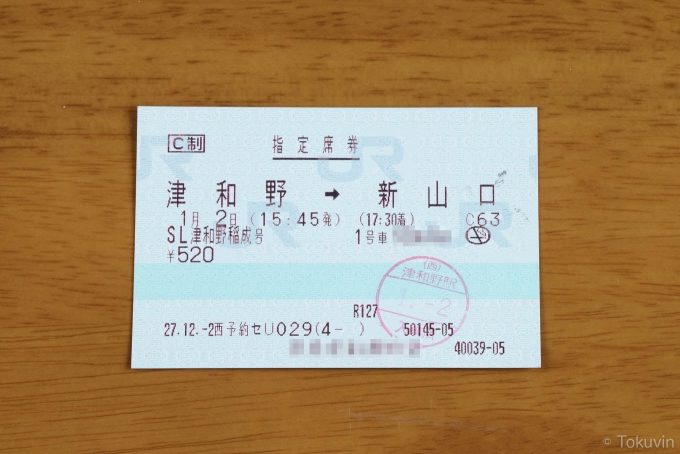 C制 指定席券
津和野 → 新山口
1月 2日 (15:45発) (17:30着) C63
SL津和野稲成号 1号車
¥520
(西)
津和野駅
-2
R127
27.12.-2西予約セU029(4- ) 50145-05
40039-05
© Tokuvin